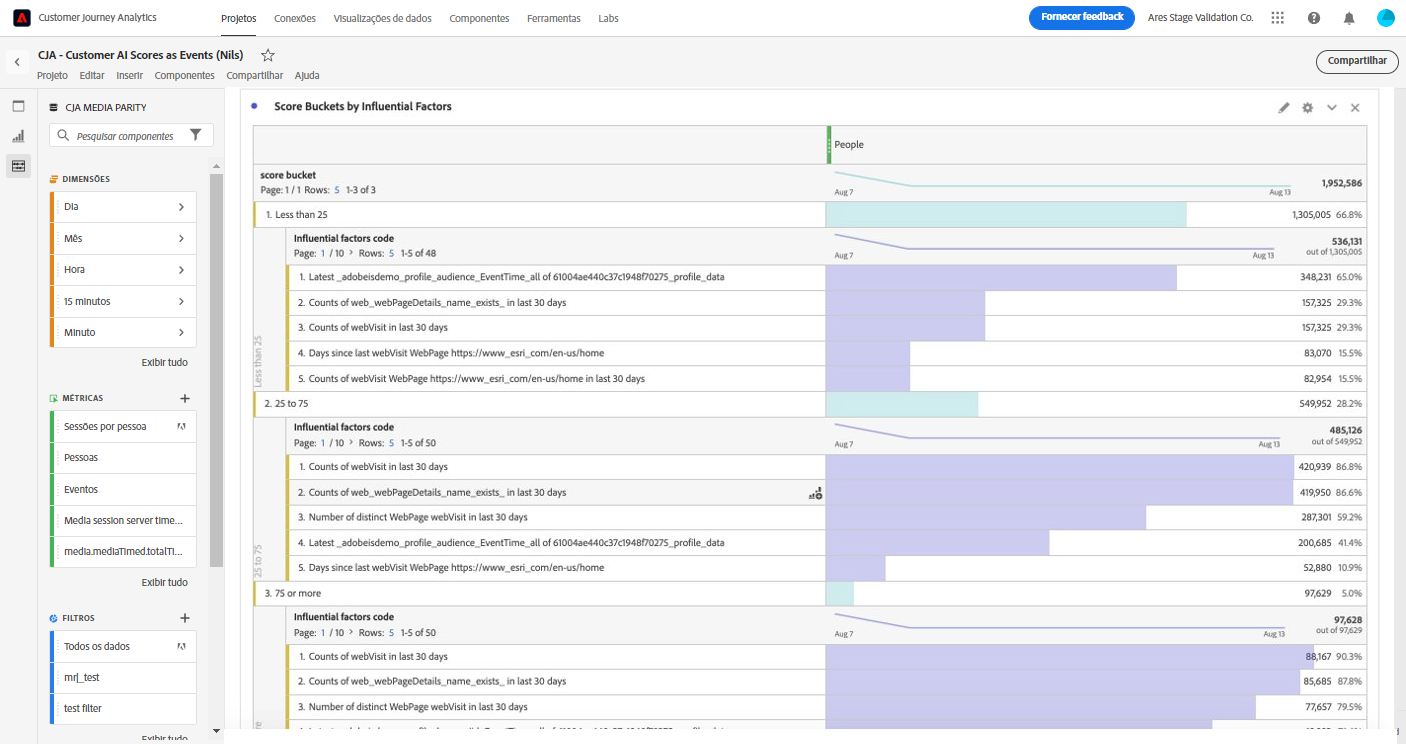 Customer Journey Analytics
Projetos Conexões Visualizações de dados Componentes Ferramentas Labs
Fornecer feedback
Ares Stage Validation Co.
CJA - Customer AI Scores as Events (Nils)
Projeto Editar Inserir Componentes Compartilhar Ajuda
Compartilhar
CJA MEDIA PARITY
Pesquisar componentes
DIMENSÕES
Dia
Mês
Hora
15 minutos
Minuto
Exibir tudo
MÉTRICAS
Sessões por pessoa
Pessoas
Eventos
Media session server time...
media.mediaTimed.totalTi...
Exibir tudo
FILTROS
Todos os dados
mrl_test
test filter
Exibir tudo
Score Buckets by Influential Factors
People
score bucket
Page: 1 / 1 Rows: 5 1-3 of 3
Aug 7 Aug 13
1,952,586
1. Less than 25 1,305,005 66.8%
Less than 25
Influential factors code
Page: 1 / 10 > Rows: 5 1-5 of 48
Aug 7 Aug 13
536,131
out of 1,305,005
1. Latest _adobeisdemo_profile_audience_EventTime_all of 61004ae440c37c1948f70275_profile_data 348,231 65.0%
2. Counts of web_webPageDetails_name_exists_ in last 30 days 157,325 29.3%
3. Counts of webVisit in last 30 days 157,325 29.3%
4. Days since last webVisit WebPage https://www_esri_com/en-us/home 83,070 15.5%
5. Counts of webVisit WebPage https://www_esri_com/en-us/home in last 30 days 82,954 15.5%
2. 25 to 75 549,952 28.2%
25 to 75
Influential factors code
Page: 1 / 10 > Rows: 5 1-5 of 50
Aug 7 Aug 13
485,126
out of 549,952
1. Counts of webVisit in last 30 days 420,939 86.8%
2. Counts of web_webPageDetails_name_exists_ in last 30 days 419,950 86.6%
3. Number of distinct WebPage webVisit in last 30 days 287,301 59.2%
4. Latest _adobeisdemo_profile_audience_EventTime_all of 61004ae440c37c1948f70275_profile_data 200,685 41.4%
5. Days since last webVisit WebPage https://www_esri_com/en-us/home 52,880 10.9%
3. 75 or more 97,629 5.0%
Influential factors code
Page: 1 / 10 > Rows: 5 1-5 of 50
Aug 7 Aug 13
97,628
out of 97,629
1. Counts of webVisit in last 30 days 88,167 90.3%
2. Counts of web_webPageDetails_name_exists_ in last 30 days 85,685 87.8%
3. Number of distinct WebPage webVisit in last 30 days 77,657 79.5%